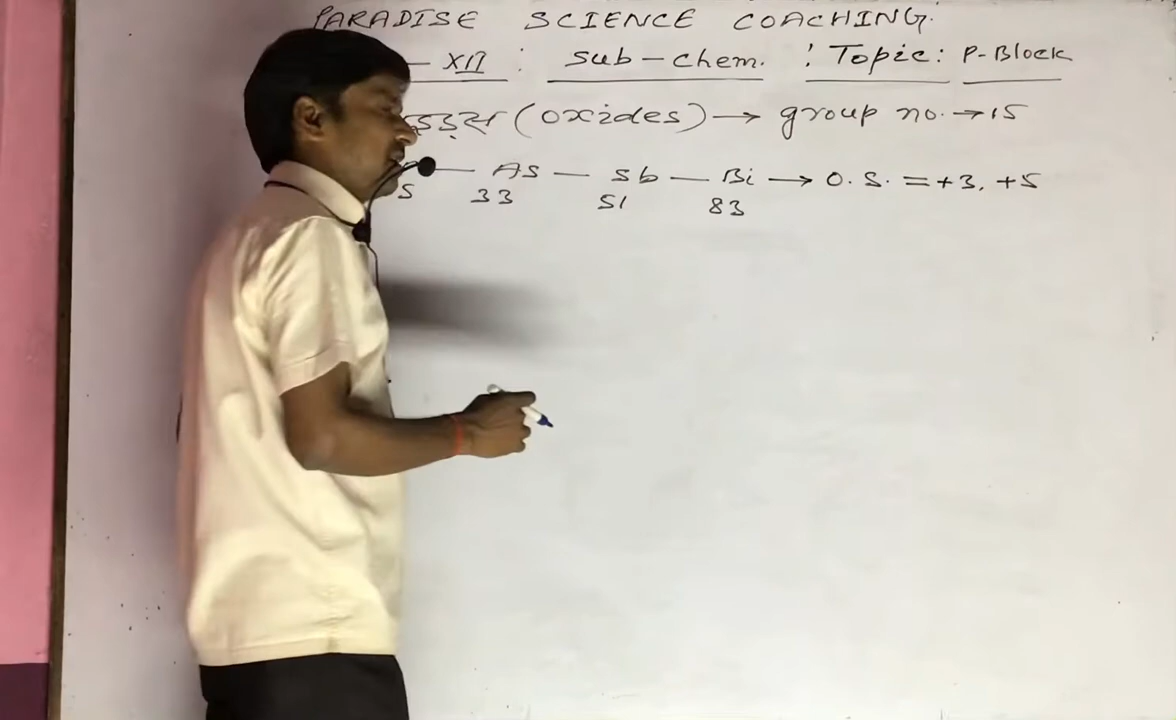 PARADISE SCIENCE COACHING.
— XII : Sub-chem. : Topic: P-Block
(oxides) → group no. → 15
— As — Sb — Bi → O.S. = +3, +5
5 33 51 83